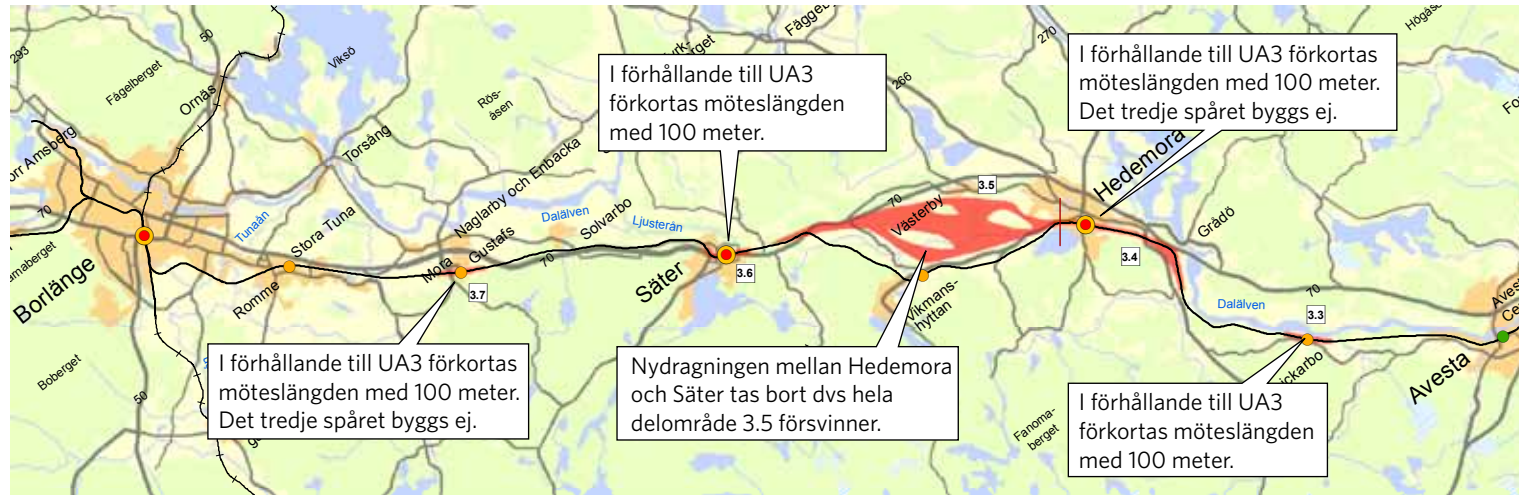 293
50
Fågelberget
Ornäs
Viksö
Torsång
Rös-
åsen
Naglarby och Enbacka
I förhållande till UA3
förkortas möteslängden
med 100 meter.
266
270
I förhållande till UA3 förkortas
möteslängden med 100 meter.
Det tredje spåret byggs ej.
Hedemora
Grådö
70
Borlänge
Tunaån
Stora Tuna
Romme
Mora
Gustafs
3.7
70
Dalälven
Solvarbo
Ljusterån
Säter
3.6
70
Västerby
3.5
Vikmans-
hyttan
3.4
70
Dalälven
3.3
Avesta
Boberget
50
I förhållande till UA3 förkortas
möteslängden med 100 meter.
Det tredje spåret byggs ej.
Nydragningen mellan Hedemora
och Säter tas bort dvs hela
delområde 3.5 försvinner.
Fanoma-
berget
I förhållande till UA3
förkortas möteslängden
med 100 meter.